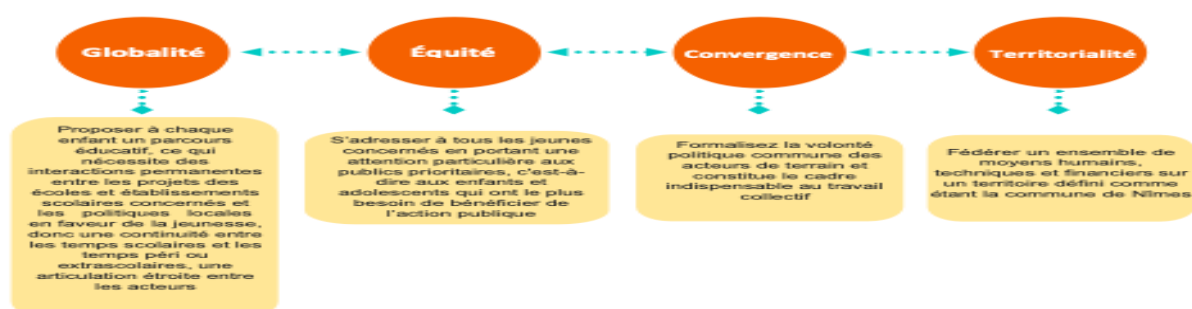 Globalité
Équité
Convergence
Territorialité
Proposer à chaque
enfant un parcours
éducatif, ce qui
nécessite des
interactions permanentes
entre les projets des
écoles et établissements
scolaires concernés et
les politiques locales
en faveur de la jeunesse,
donc une continuité entre
les temps scolaires et les
temps péri ou
extrascolaires, une
articulation étroite entre
les acteurs
S'adresser à tous les jeunes
concernés en portant une
attention particulière aux
publics prioritaires, c'est-à-
dire aux enfants et
adolescents qui ont le plus
besoin de bénéficier de
l'action publique
Formalisez la volonté
politique commune des
acteurs de terrain et
constitue le cadre
indispensable au travail
collectif
Fédérer un ensemble de
moyens humains,
techniques et financiers sur
un territoire défini comme
étant la commune de Nîmes